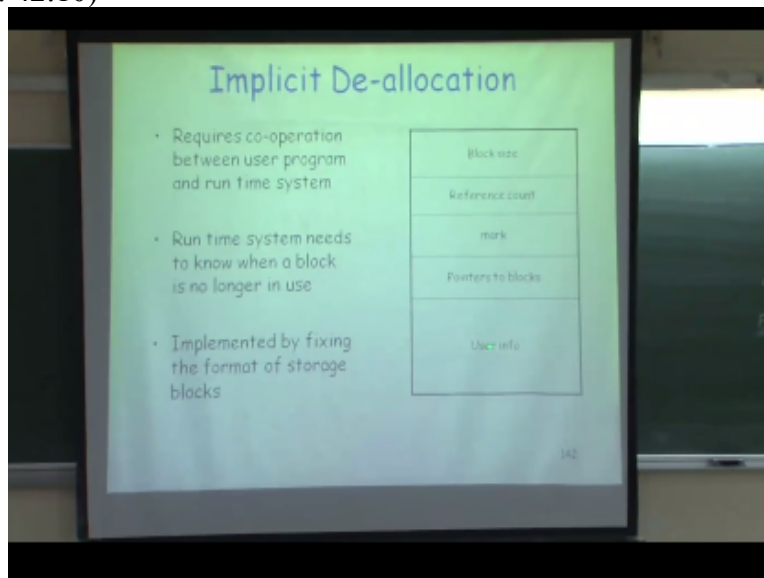 Implicit De-allocation
• Requires co-operation
between user program
and run time system
• Run time system needs
to know when a block
is no longer in use
• Implemented by fixing
the format of storage
blocks
Block size
Reference count
mark
Pointers to blocks
User info
142